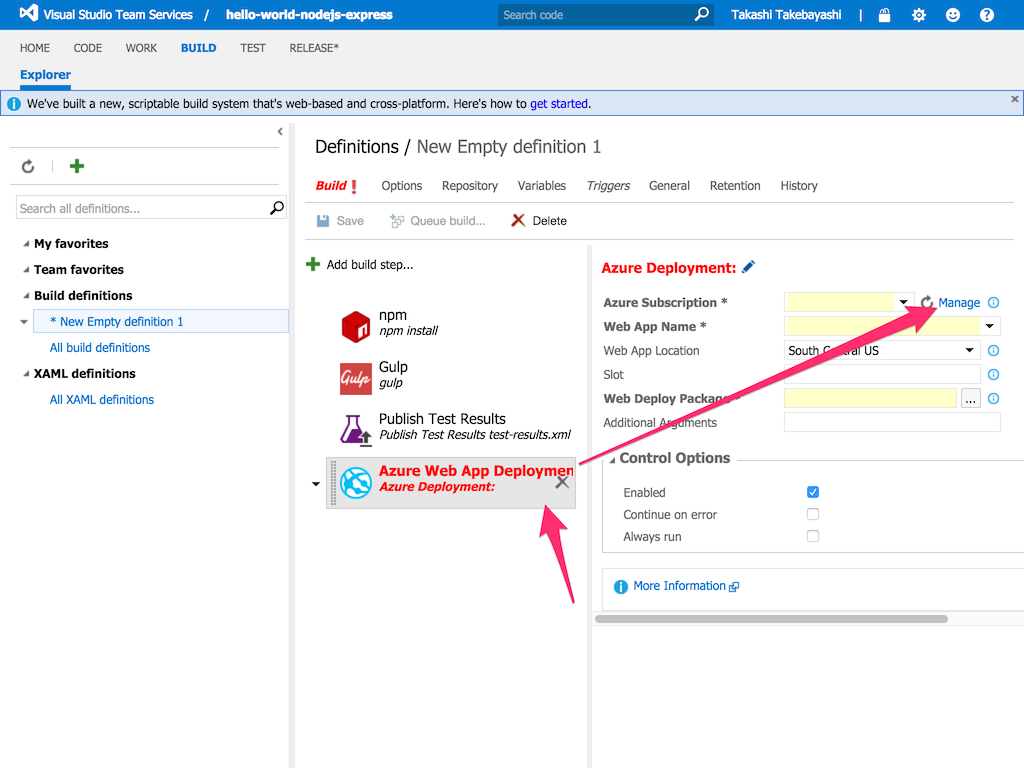 Visual Studio Team Services / hello-world-nodejs-express
Search code
Takashi Takebayashi
HOME CODE WORK BUILD TEST RELEASE*
Explorer
We've built a new, scriptable build system that's web-based and cross-platform. Here's how to get started.
Search all definitions...
My favorites
Team favorites
Build definitions
* New Empty definition 1
All build definitions
XAML definitions
All XAML definitions
Definitions / New Empty definition 1
Build ! Options Repository Variables Triggers General Retention History
Save Queue build... Delete
Add build step...
npm
npm install
Gulp
Gulp
gulp
Publish Test Results
Publish Test Results test-results.xml
Azure Web App Deploymen
Azure Deployment:
Azure Deployment:
Azure Subscription *
Manage
Web App Name *
Web App Location
South Central US
Slot
Web Deploy Package
...
Additional Arguments
Control Options
Enabled
Continue on error
Always run
More Information